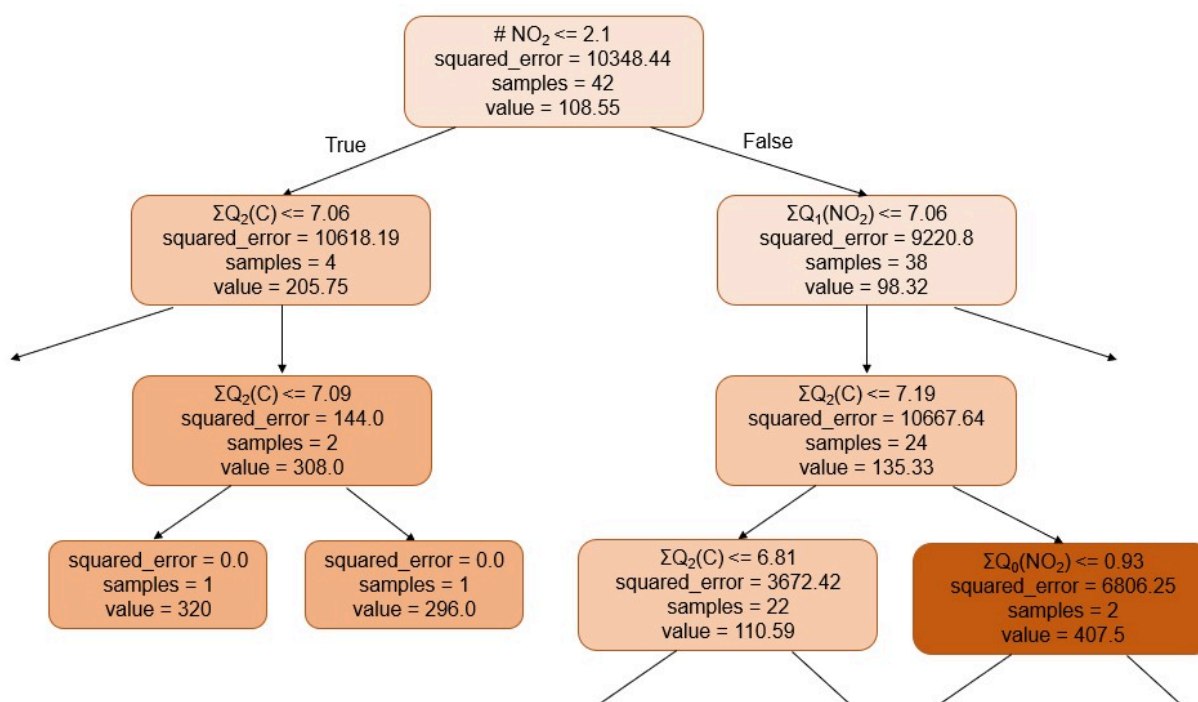 # NO₂ <= 2.1
squared_error = 10348.44
samples = 42
value = 108.55
True
False
ΣQ₂(C) <= 7.06
squared_error = 10618.19
samples = 4
value = 205.75
ΣQ₁(NO₂) <= 7.06
squared_error = 9220.8
samples = 38
value = 98.32
ΣQ₂(C) <= 7.09
squared_error = 144.0
samples = 2
value = 308.0
ΣQ₂(C) <= 7.19
squared_error = 10667.64
samples = 24
value = 135.33
squared_error = 0.0
samples = 1
value = 320
squared_error = 0.0
samples = 1
value = 296.0
ΣQ₂(C) <= 6.81
squared_error = 3672.42
samples = 22
value = 110.59
ΣQ₀(NO₂) <= 0.93
squared_error = 6806.25
samples = 2
value = 407.5